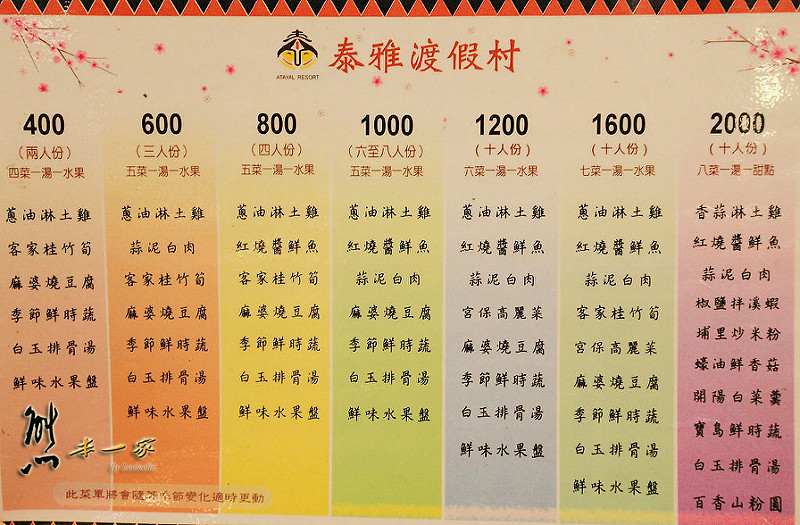 泰雅渡假村
ATAYAL RESORT
400
（兩人份）
四菜一湯一水果
蔥油淋土雞
客家桂竹筍
麻婆燒豆腐
季節鮮時蔬
白玉排骨湯
鮮味水果盤
600
（三人份）
五菜一湯一水果
蔥油淋土雞
蒜泥白肉
客家桂竹筍
麻婆燒豆腐
季節鮮時蔬
白玉排骨湯
鮮味水果盤
800
（四人份）
五菜一湯一水果
蔥油淋土雞
紅燒醬鮮魚
客家桂竹筍
麻婆燒豆腐
季節鮮時蔬
白玉排骨湯
鮮味水果盤
1000
（六至八人份）
五菜一湯一水果
蔥油淋土雞
紅燒醬鮮魚
蒜泥白肉
麻婆燒豆腐
季節鮮時蔬
白玉排骨湯
鮮味水果盤
1200
（十人份）
六菜一湯一水果
蔥油淋土雞
紅燒醬鮮魚
蒜泥白肉
宮保高麗菜
麻婆燒豆腐
季節鮮時蔬
白玉排骨湯
鮮味水果盤
1600
（十人份）
七菜一湯一水果
蔥油淋土雞
紅燒醬鮮魚
蒜泥白肉
客家桂竹筍
宮保高麗菜
麻婆燒豆腐
季節鮮時蔬
白玉排骨湯
鮮味水果盤
2000
（十人份）
八菜一湯一甜點
香蒜淋土雞
紅燒醬鮮魚
蒜泥白肉
椒鹽拌溪蝦
埔里炒米粉
蠔油鮮香菇
開陽白菜羹
寶島鮮時蔬
白玉排骨湯
百香山粉圓
熊
本一家
此菜單將會隨著季節變化適時更動